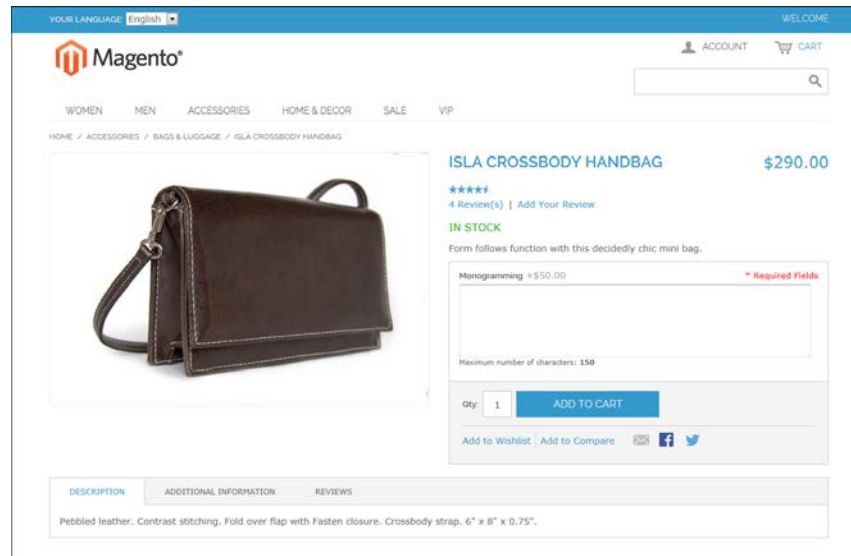 YOUR LANGUAGE English WELCOME
Magento®
ACCOUNT CART
WOMEN MEN ACCESSORIES HOME & DECOR SALE VIP
HOME / ACCESSORIES / BAGS & LUGGAGE / ISLA CROSSBODY HANDBAG
ISLA CROSSBODY HANDBAG $290.00
4 Review(s) | Add Your Review
IN STOCK
Form follows function with this decidedly chic mini bag.
Monogramming +$50.00 * Required Fields
Maximum number of characters: 150
Qty: 1 ADD TO CART
Add to Wishlist | Add to Compare
DESCRIPTION ADDITIONAL INFORMATION REVIEWS
Pebbled leather. Contrast stitching. Fold over flap with Fasten closure. Crossbody strap. 6" x 8" x 0.75".